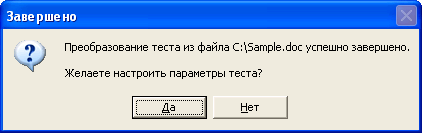 Завершено
Преобразование теста из файла C:\Sample.doc успешно завершено.
Желаете настроить параметры теста?
Да
Нет